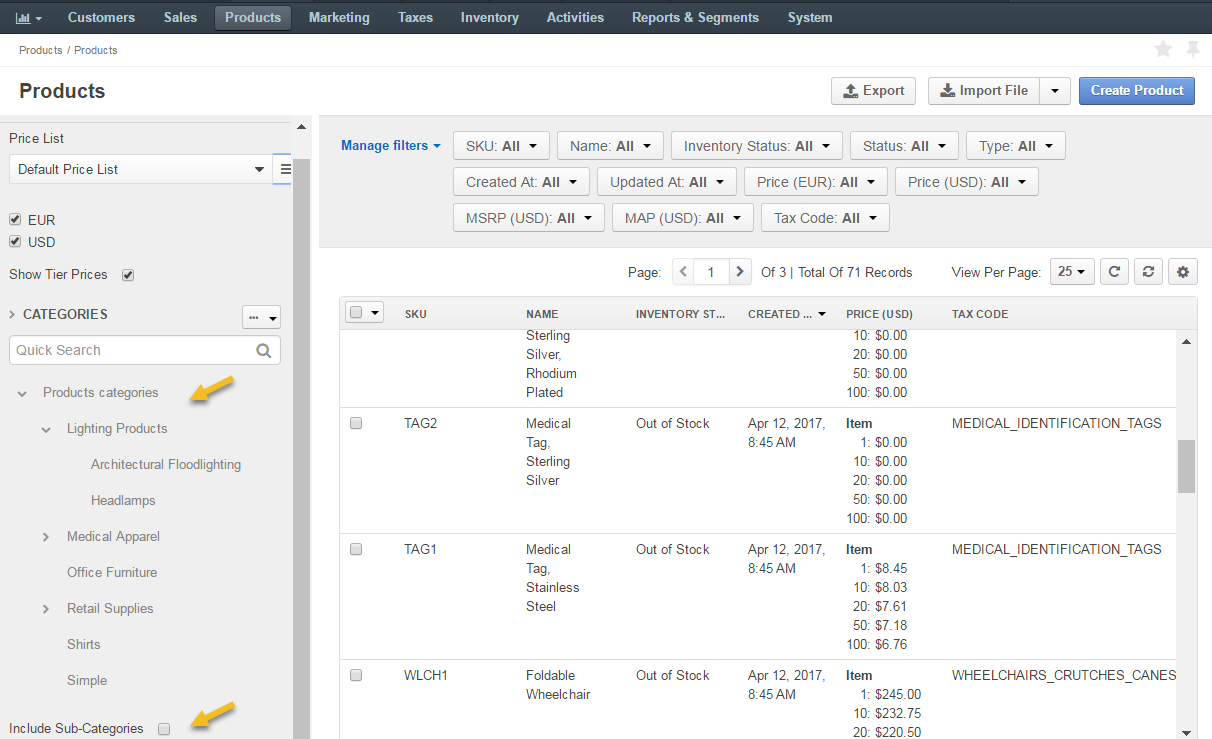 Customers Sales Products Marketing Taxes Inventory Activities Reports & Segments System
Products / Products
Products
Export Import File Create Product
Price List
Default Price List
EUR
USD
Show Tier Prices
CATEGORIES
...
Quick Search
Products categories
Lighting Products
Architectural Floodlighting
Headlamps
Medical Apparel
Office Furniture
Retail Supplies
Shirts
Simple
Include Sub-Categories
Manage filters SKU: All Name: All Inventory Status: All Status: All Type: All
Created At: All Updated At: All Price (EUR): All Price (USD): All
MSRP (USD): All MAP (USD): All Tax Code: All
Page: 1 Of 3 | Total Of 71 Records View Per Page: 25
SKU NAME INVENTORY ST... CREATED ... PRICE (USD) TAX CODE
Sterling 10: $0.00
Silver, 20: $0.00
Rhodium 50: $0.00
Plated 100: $0.00
TAG2 Medical Out of Stock Apr 12, 2017, Item MEDICAL_IDENTIFICATION_TAGS
Tag, 8:45 AM 1: $0.00
Sterling 10: $0.00
Silver 20: $0.00
50: $0.00
100: $0.00
TAG1 Medical Out of Stock Apr 12, 2017, Item MEDICAL_IDENTIFICATION_TAGS
Tag, 8:45 AM 1: $8.45
Stainless 10: $8.03
Steel 20: $7.61
50: $7.18
100: $6.76
WLCH1 Foldable Out of Stock Apr 12, 2017, Item WHEELCHAIRS_CRUTCHES_CANES
Wheelchair 8:45 AM 1: $245.00
10: $232.75
20: $220.50